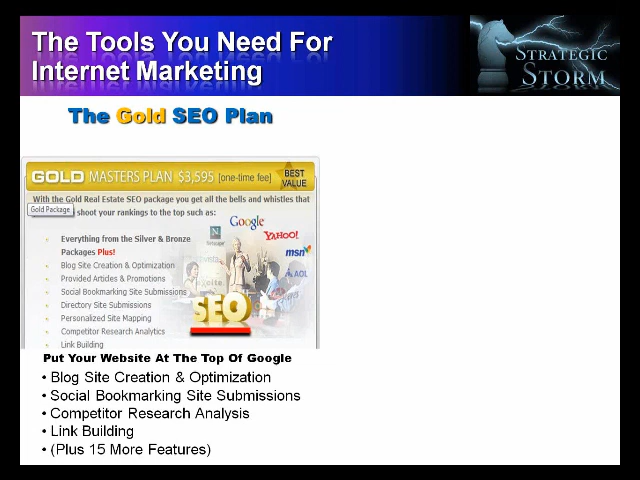 The Tools You Need For
Internet Marketing
STRATEGIC
STORM
The Gold SEO Plan
GOLD MASTERS PLAN $3,595 [one-time fee]
BEST
VALUE
With the Gold Real Estate SEO package you get all the bells and whistles that
Gold Package
shoot your rankings to the top such as:
Google
Netscape
YAHOO!
msn
AOL
Everything from the Silver & Bronze
Packages Plus!
Blog Site Creation & Optimization
Provided Articles & Promotions
Social Bookmarking Site Submissions
Directory Site Submissions
Personalized Site Mapping
Competitor Research Analytics
Link Building
SEO
Put Your Website At The Top Of Google
• Blog Site Creation & Optimization
• Social Bookmarking Site Submissions
• Competitor Research Analysis
• Link Building
• (Plus 15 More Features)